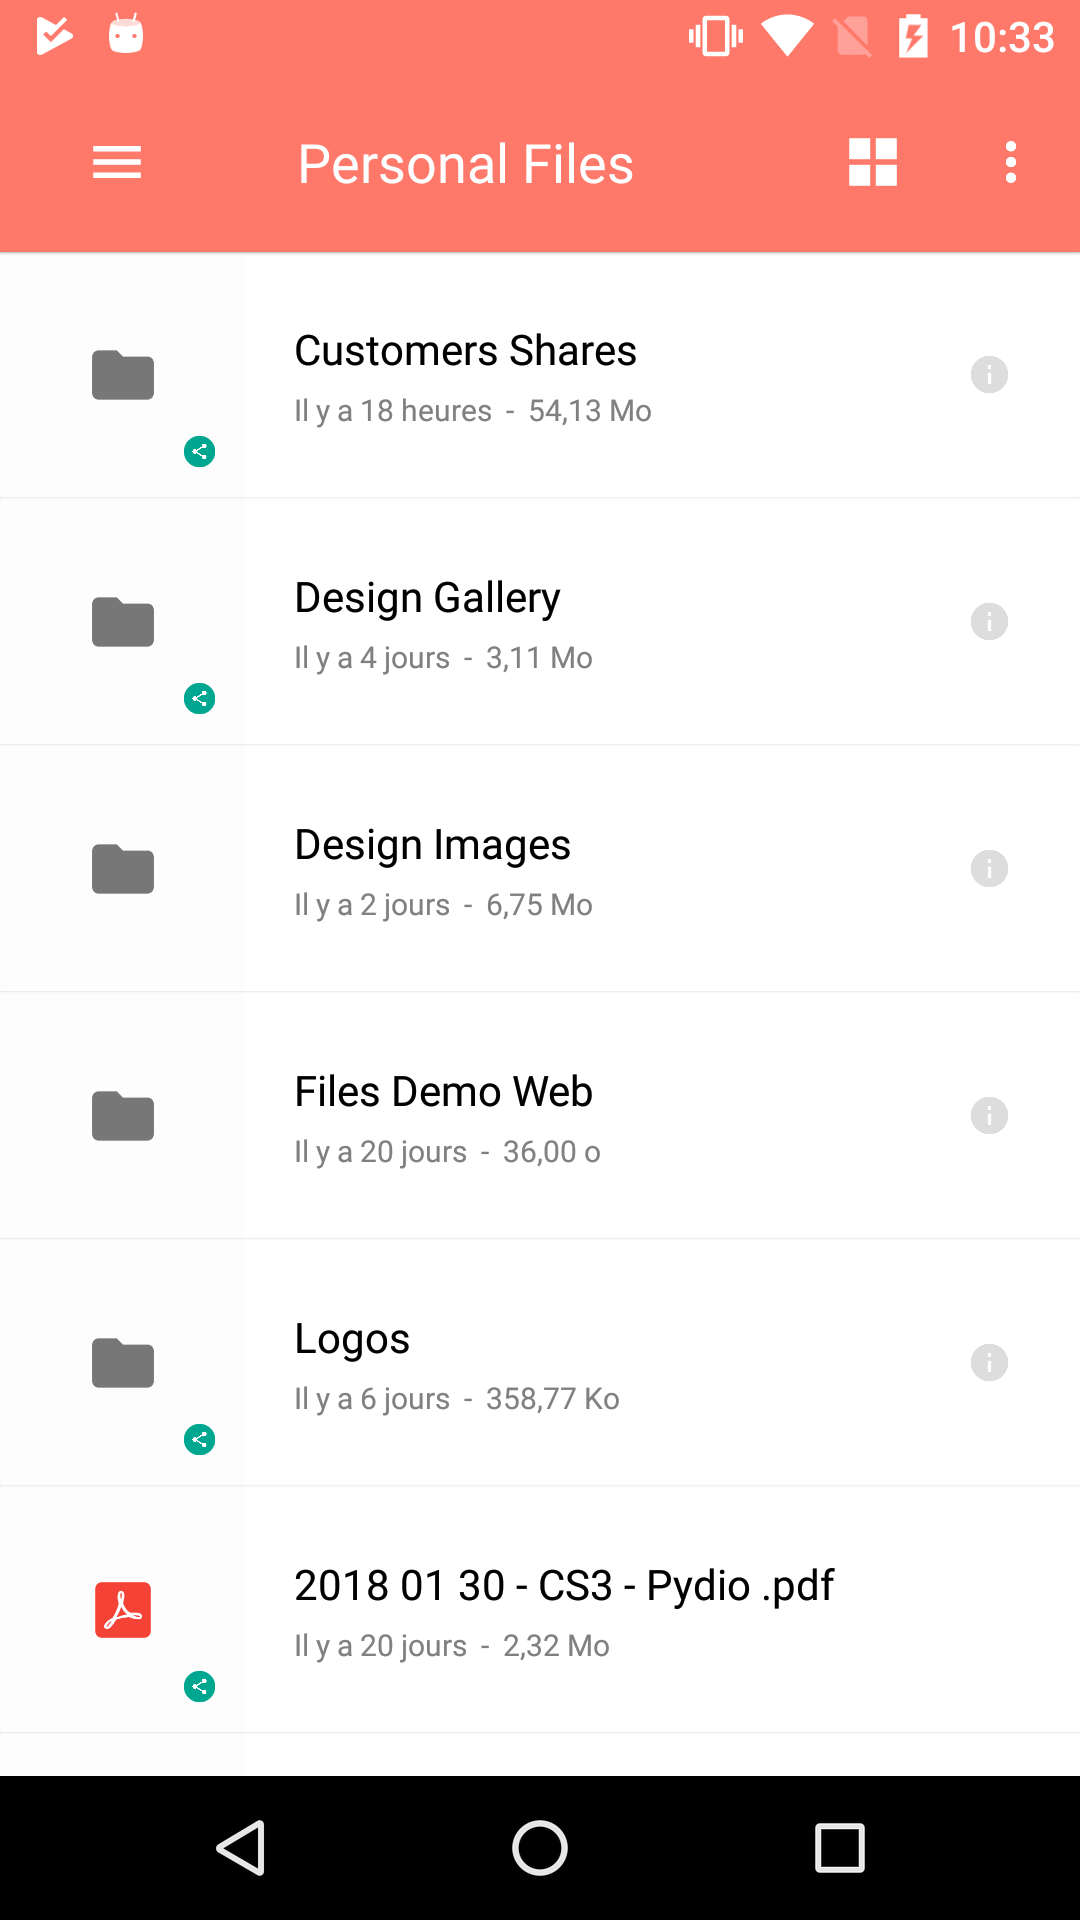 10:33
Personal Files
Customers Shares
Il y a 18 heures - 54,13 Mo
Design Gallery
Il y a 4 jours - 3,11 Mo
Design Images
Il y a 2 jours - 6,75 Mo
Files Demo Web
Il y a 20 jours - 36,00 o
Logos
Il y a 6 jours - 358,77 Ko
2018 01 30 - CS3 - Pydio .pdf
Il y a 20 jours - 2,32 Mo